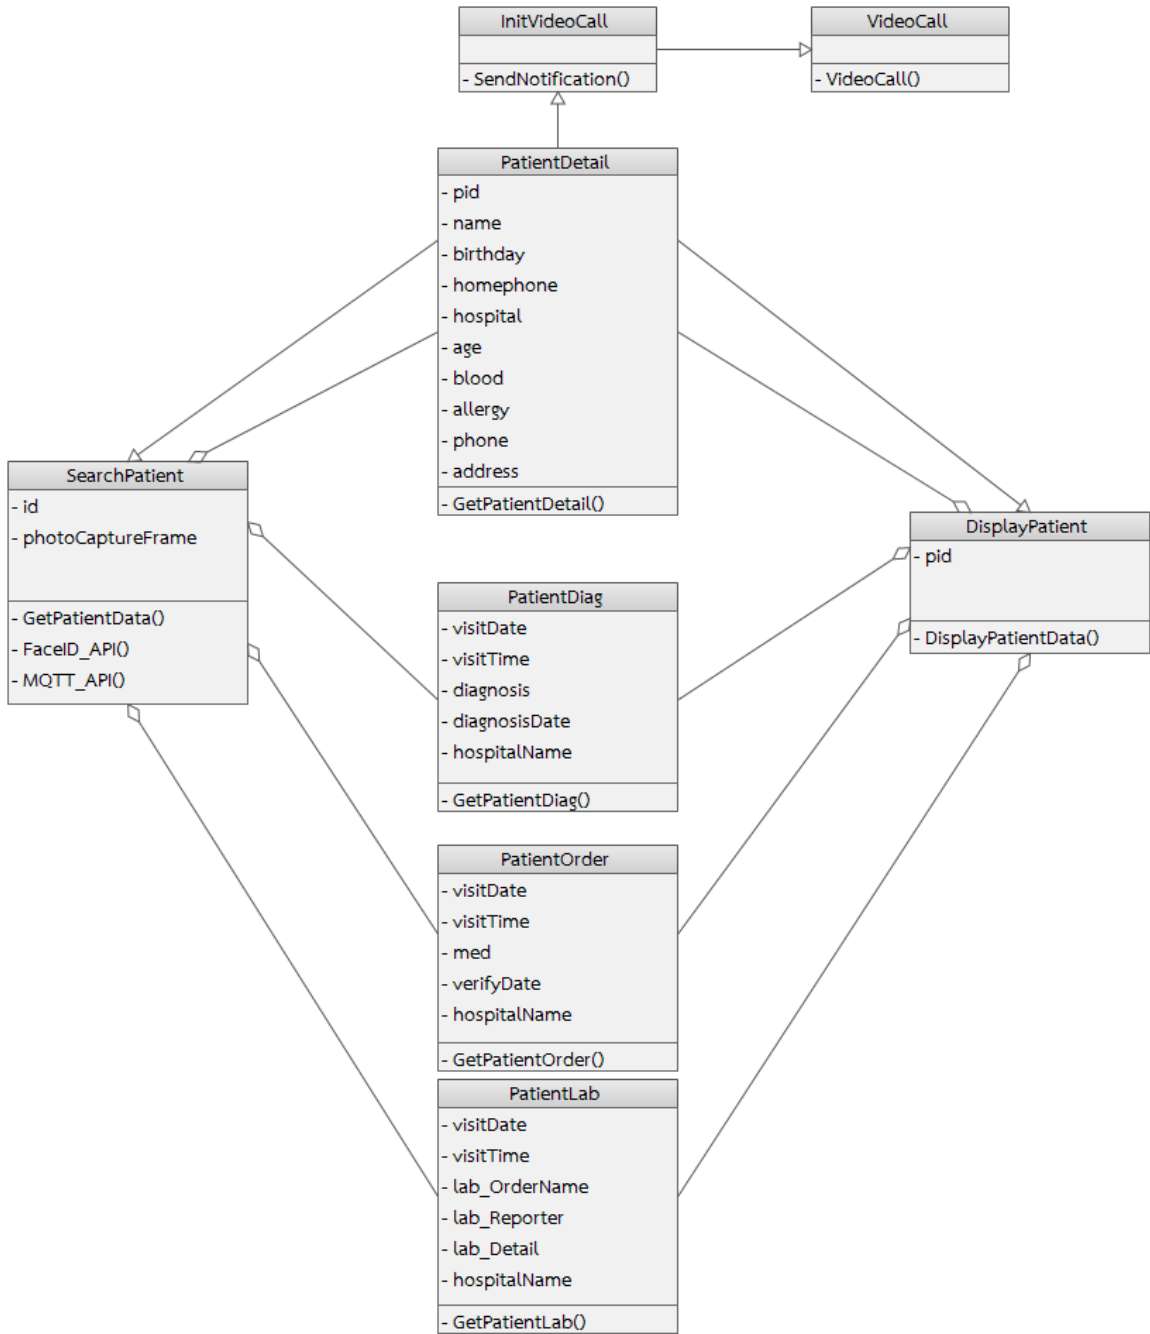 InitVideoCall
- SendNotification()
VideoCall
- VideoCall()
PatientDetail
- pid
- name
- birthday
- homephone
- hospital
- age
- blood
- allergy
- phone
- address
- GetPatientDetail()
SearchPatient
- id
- photoCaptureFrame
- GetPatientData()
- FaceID_API()
- MQTT_API()
DisplayPatient
- pid
- DisplayPatientData()
PatientDiag
- visitDate
- visitTime
- diagnosis
- diagnosisDate
- hospitalName
- GetPatientDiag()
PatientOrder
- visitDate
- visitTime
- med
- verifyDate
- hospitalName
- GetPatientOrder()
PatientLab
- visitDate
- visitTime
- lab_OrderName
- lab_Reporter
- lab_Detail
- hospitalName
- GetPatientLab()